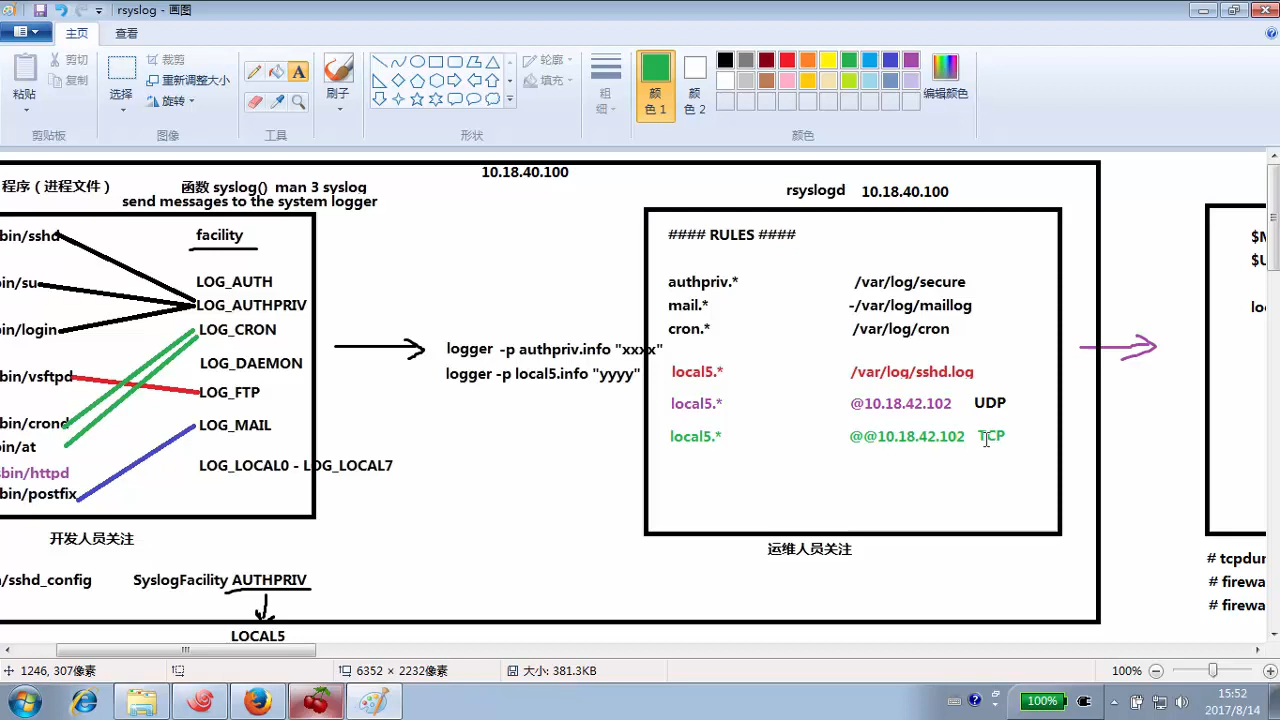 rsyslog - 画图
主页
查看
粘贴
剪切
复制
剪贴板
选择
裁剪
重新调整大小
旋转
图像
A
工具
刷子
轮廓
填充
形状
粗
细
颜
色 1
颜
色 2
编辑颜色
颜色
10.18.40.100
程序（进程文件）
函数 syslog() man 3 syslog
send messages to the system logger
rsyslogd 10.18.40.100
bin/sshd
facility
bin/su
LOG_AUTH
LOG_AUTHPRIV
bin/login
LOG_CRON
LOG_DAEMON
bin/vsftpd
LOG_FTP
bin/crond
LOG_MAIL
bin/at
sbin/httpd
LOG_LOCAL0 - LOG_LOCAL7
bin/postfix
开发人员关注
logger -p authpriv.info "xxxx"
logger -p local5.info "yyyy"
#### RULES ####
authpriv.* /var/log/secure
mail.* -/var/log/maillog
cron.* /var/log/cron
local5.* /var/log/sshd.log
local5.* @10.18.42.102 UDP
local5.* @@10.18.42.102 TCP
运维人员关注
$M
$U
lo
# tcpdur
# firewa
# firewa
n/sshd_config SyslogFacility AUTHPRIV
LOCAL5
1246, 307像素
6352 × 2232像素
大小: 381.3KB
100%
100%
15:52
2017/8/14